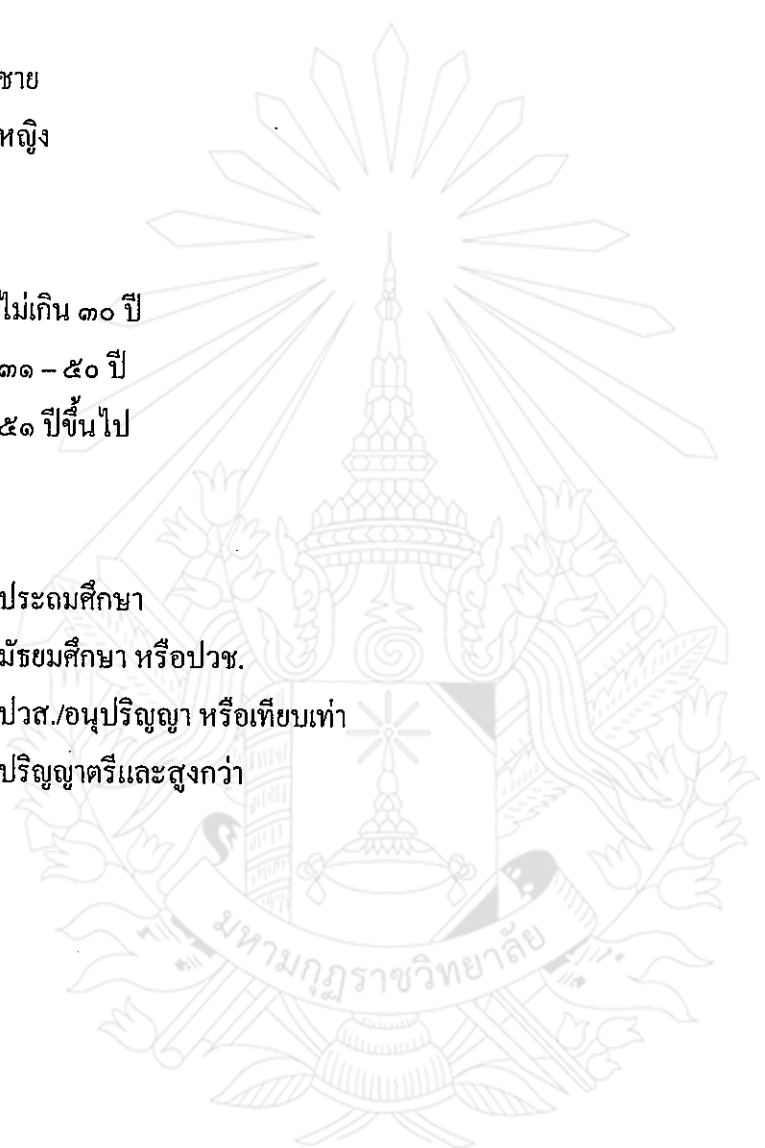 ชาย
หญิง
ไม่เกิน ๓๐ ปี
๓๑ – ๕๐ ปี
๕๑ ปีขึ้นไป
ประถมศึกษา
มัธยมศึกษา หรือปวช.
ปวส./อนุปริญญา หรือเทียบเท่า
ปริญญาตรีและสูงกว่า
มหามกุฏราชวิทยาลัย